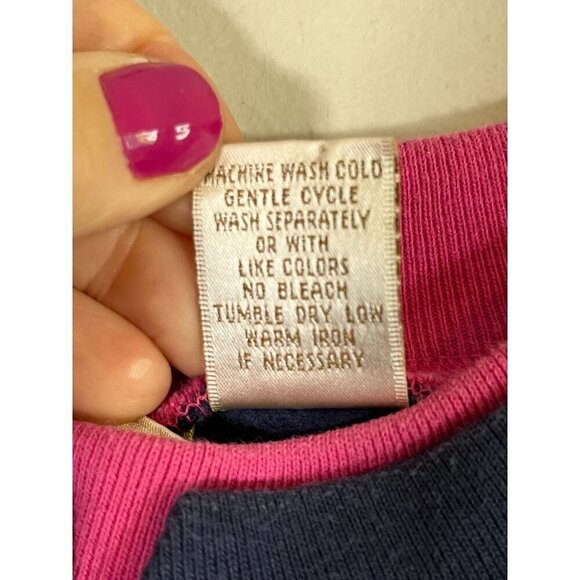 MACHINE WASH COLD
GENTLE CYCLE
WASH SEPARATELY
OR WITH
LIKE COLORS
NO BLEACH
TUMBLE DRY LOW
WARM IRON
IF NECESSARY